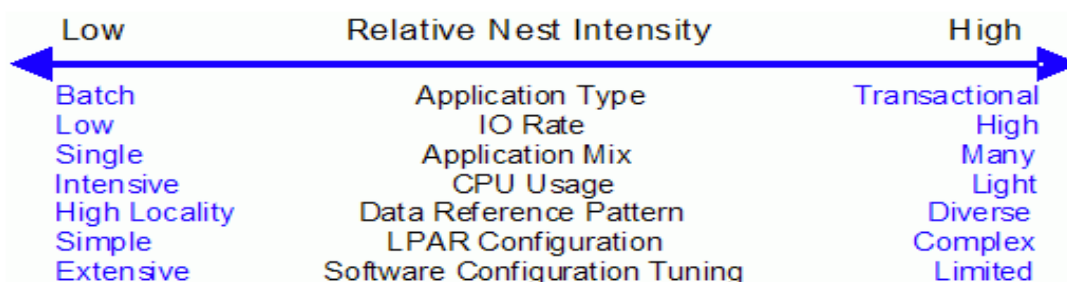 Low Relative Nest Intensity High
Batch Application Type Transactional
Low IO Rate High
Single Application Mix Many
Intensive CPU Usage Light
High Locality Data Reference Pattern Diverse
Simple LPAR Configuration Complex
Extensive Software Configuration Tuning Limited